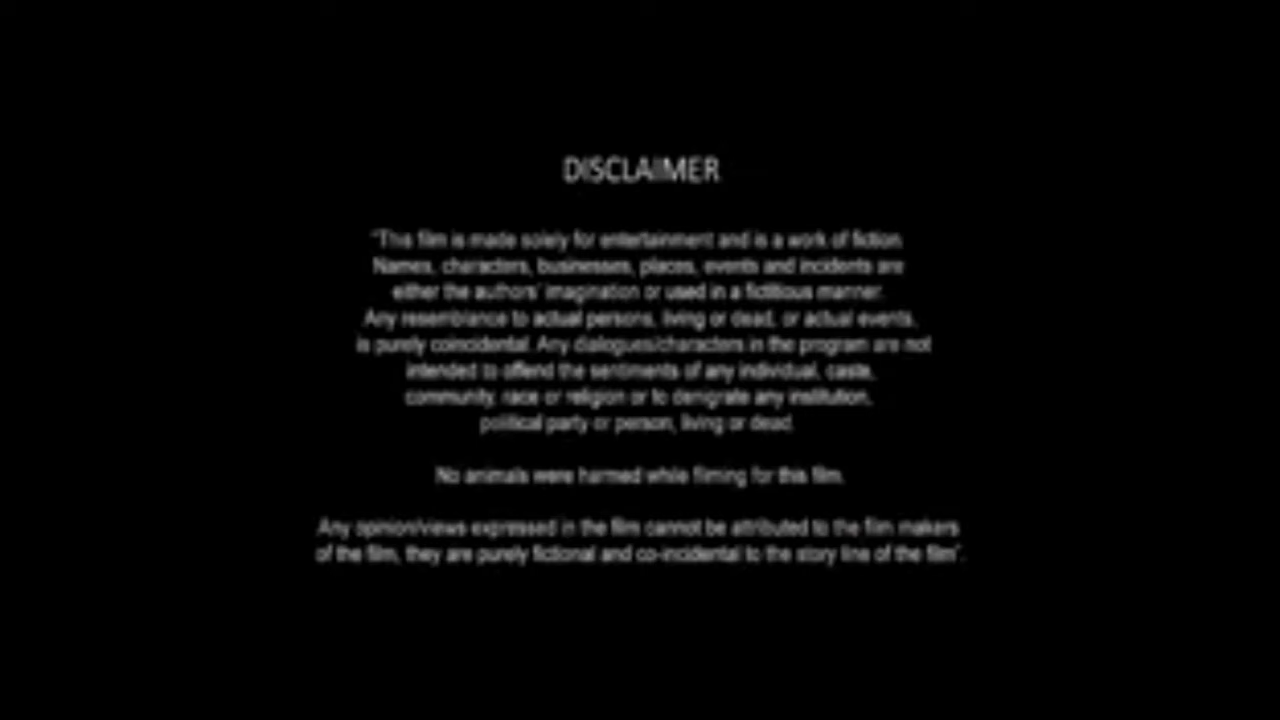 DISCLAIMER
"This film is made solely for entertainment and is a work of fiction.
Names, characters, businesses, places, events and incidents are
either the authors' imagination or used in a fictitious manner.
Any resemblance to actual persons, living or dead, or actual events,
is purely coincidental. Any dialogues/characters in the program are not
intended to offend the sentiments of any individual, caste,
community, race or religion or to denigrate any institution,
political party or person, living or dead.
No animals were harmed while filming for this film.
Any opinion/views expressed in the film cannot be attributed to the film makers
of the film, they are purely fictional and co-incidental to the story line of the film".